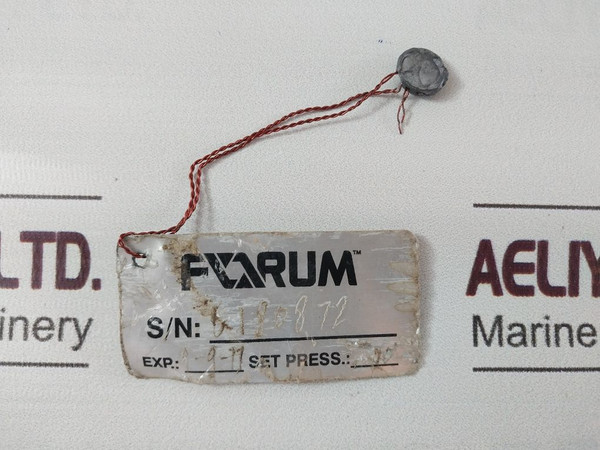 LTD.
inery
FORUM™
S/N:
EXP.: SET PRESS.:
AELIY
Marine